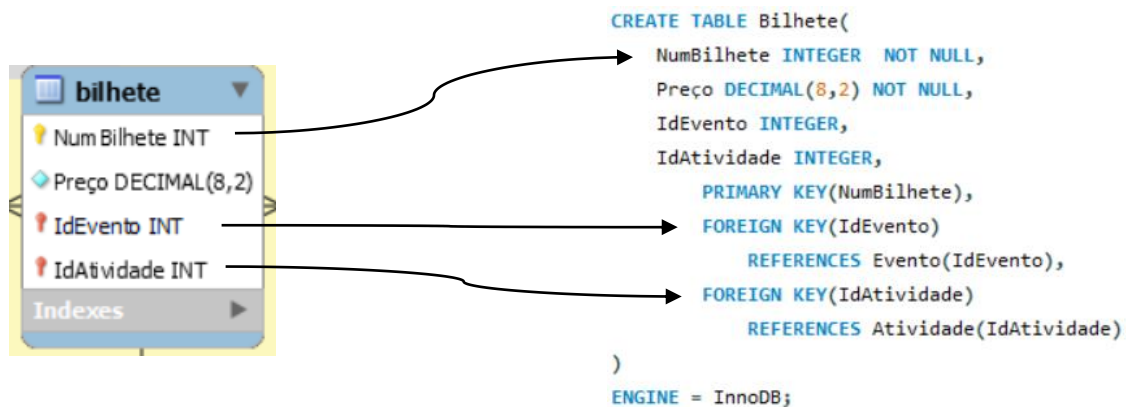 bilhete
NumBilhete INT
Preço DECIMAL(8,2)
IdEvento INT
IdAtividade INT
Indexes
CREATE TABLE Bilhete(
NumBilhete INTEGER  NOT NULL,
Preço DECIMAL(8,2) NOT NULL,
IdEvento INTEGER,
IdAtividade INTEGER,
PRIMARY KEY(NumBilhete),
FOREIGN KEY(IdEvento)
REFERENCES Evento(IdEvento),
FOREIGN KEY(IdAtividade)
REFERENCES Atividade(IdAtividade)
)
ENGINE = InnoDB;